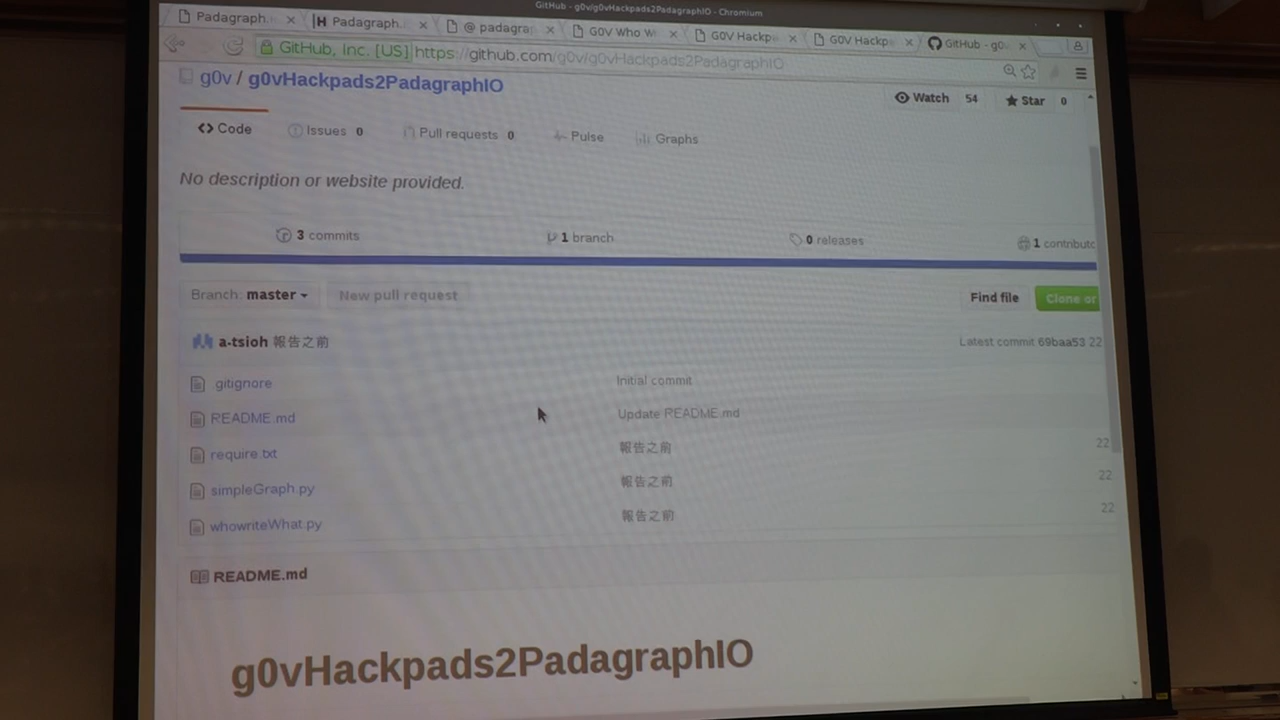 GitHub - g0v/g0vHackpads2PadagraphIO - Chromium
Padagraph. × Padagraph. × @ padagra × G0V Who W × G0V Hackp × G0V Hackp × GitHub - g0 ×
GitHub, Inc. [US] https://github.com/g0v/g0vHackpads2PadagraphIO
g0v / g0vHackpads2PadagraphIO
Watch 54 Star 0
Code Issues 0 Pull requests 0 Pulse Graphs
No description or website provided.
3 commits 1 branch 0 releases 1 contributo
Branch: master New pull request Find file Clone or
a-tsioh 報告之前 Latest commit 69baa53 22
.gitignore Initial commit
README.md Update README.md
require.txt 報告之前 22
simpleGraph.py 報告之前 22
whowriteWhat.py 報告之前 22
README.md
g0vHackpads2PadagraphIO